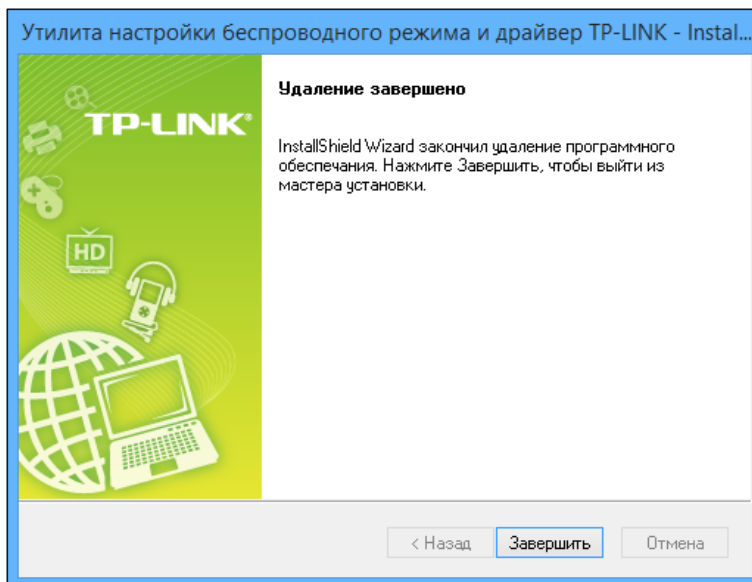 Утилита настройки беспроводного режима и драйвер TP-LINK - Instal...
TP-LINK®
Удаление завершено
InstallShield Wizard закончил удаление программного
обеспечания. Нажмите Завершить, чтобы выйти из
мастера установки.
HD
< Назад
Завершить
Отмена